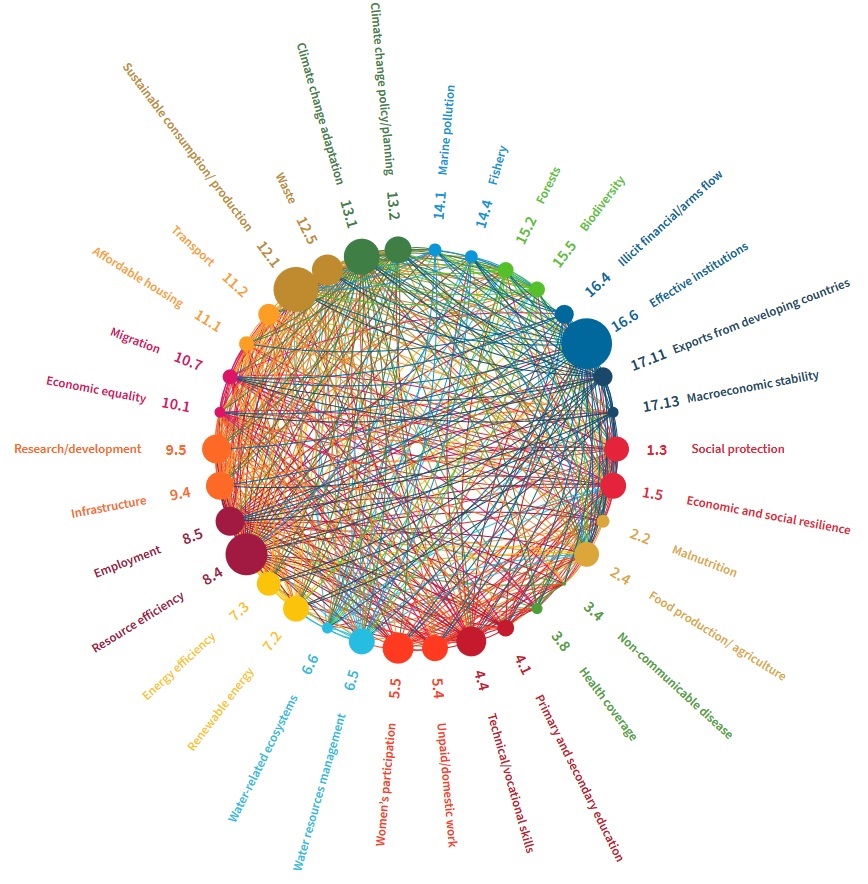 13.2 Climate change policy/planning
14.1 Marine pollution
14.4 Fishery
15.2 Forests
15.5 Biodiversity
16.4 Illicit financial/arms flow
16.6 Effective institutions
17.11 Exports from developing countries
17.13 Macroeconomic stability
1.3 Social protection
1.5 Economic and social resilience
2.2 Malnutrition
2.4 Food production/ agriculture
3.4 Non-communicable disease
3.8 Health coverage
4.1 Primary and secondary education
4.4 Technical/vocational skills
5.4 Unpaid/domestic work
5.5 Women's participation
6.5 Water resources management
6.6 Water-related ecosystems
7.2 Renewable energy
7.3 Energy efficiency
8.4 Resource efficiency
8.5 Employment
9.4 Infrastructure
9.5 Research/development
10.1 Economic equality
10.7 Migration
11.1 Affordable housing
11.2 Transport
12.1 Sustainable consumption/ production
12.5 Waste
13.1 Climate change adaptation